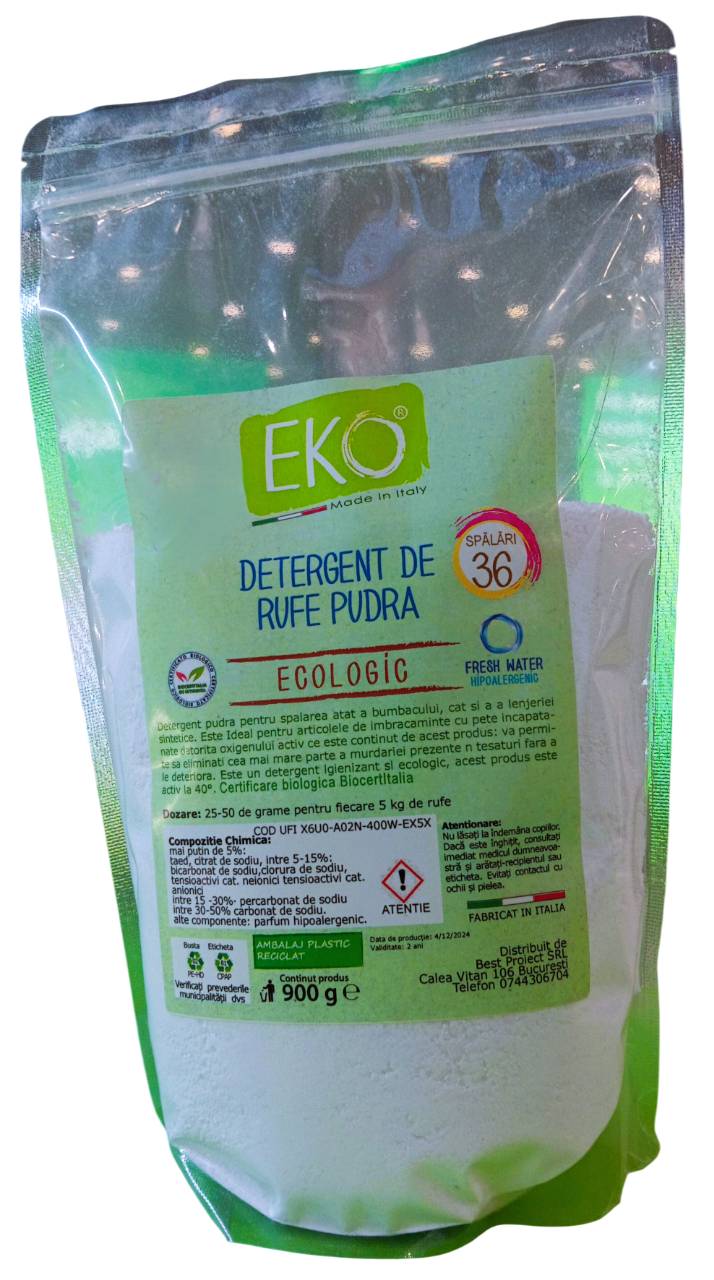 EKO®
Made In Italy
DETERGENT DE
RUFE PUDRA
SPĂLĂRI
36
ECOLOGIC
FRESH WATER
HIPOALERGENIC
CERTIFICATO BIOLOGICO CERTIFICATO BIOLOGICO
Detergent pudra pentru spalarea atat a bumbacului, cat si a a lenjeriei
sintetice. Este Ideal pentru articolele de imbracaminte cu pete incapata-
nate datorita oxigenului activ ce este continut de acest produs: va permi-
te sa eliminati cea mai mare a murdariei prezente n tesaturi fara a
le deteriora. Este un detergent Igienizant si ecologic, acest produs este
activ la 40º. Certificare biologica BiocertItalia
Dozare: 25-50 de grame pentru fiecare 5 kg de rufe
COD UFI X6U0-A02N-400W-EX5X
Compozitie Chimica:
mai putin de 5%:
taed, citrat de sodiu, intre 5-15%:
bicarbonat de sodiu,clorura de sodiu,
tensioactivi cat. neionici tensioactivi cat.
anionici
intre 15 -30%- percarbonat de sodiu
intre 30-50% carbonat de sodiu.
alte componente: parfum hipoalergenic.
ATENTIE
Atentionare:
Nu lăsați la îndemâna copiilor.
Dacă este înghițit, consultați
imediat medicul dumneavoa-
stră și arătați-recipientul sau
eticheta. Evitați contactul cu
ochii și pielea.
FABRICAT IN ITALIA
Busta Eticheta
PE-HD C/PAP
Verificați prevederile
municipalității dvs
AMBALAJ PLASTIC
RECICLAT
Data de producție: 4/12/2024
Validitate: 2 ani
Continut produs
900 g ℮
Distribuit de
Best Proiect SRL
Calea Vitan 106 București
Telefon 0744306704